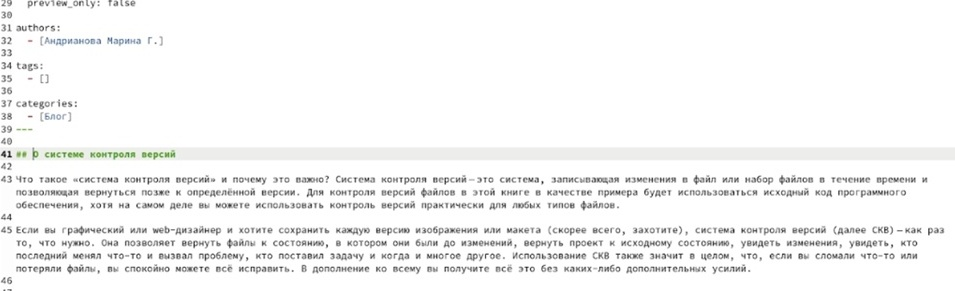 29   preview_only: false
30
31 authors:
32   - [Андрианова Марина Г.]
33
34 tags:
35   - []
36
37 categories:
38   - [Блог]
39 ---
40
41 ## О системе контроля версий
42
43 Что такое «система контроля версий» и почему это важно? Система контроля версий — это система, записывающая изменения в файл или набор файлов в течение времени и
позволяющая вернуться позже к определённой версии. Для контроля версий файлов в этой книге в качестве примера будет использоваться исходный код программного
обеспечения, хотя на самом деле вы можете использовать контроль версий практически для любых типов файлов.
44
45 Если вы графический или web-дизайнер и хотите сохранить каждую версию изображения или макета (скорее всего, захотите), система контроля версий (далее СКВ) — как раз
то, что нужно. Она позволяет вернуть файлы к состоянию, в котором они были до изменений, вернуть проект к исходному состоянию, увидеть изменения, увидеть, кто
последний менял что-то и вызвал проблему, кто поставил задачу и когда и многое другое. Использование СКВ также значит в целом, что, если вы сломали что-то или
потеряли файлы, вы спокойно можете всё исправить. В дополнение ко всему вы получите всё это без каких-либо дополнительных усилий.
46